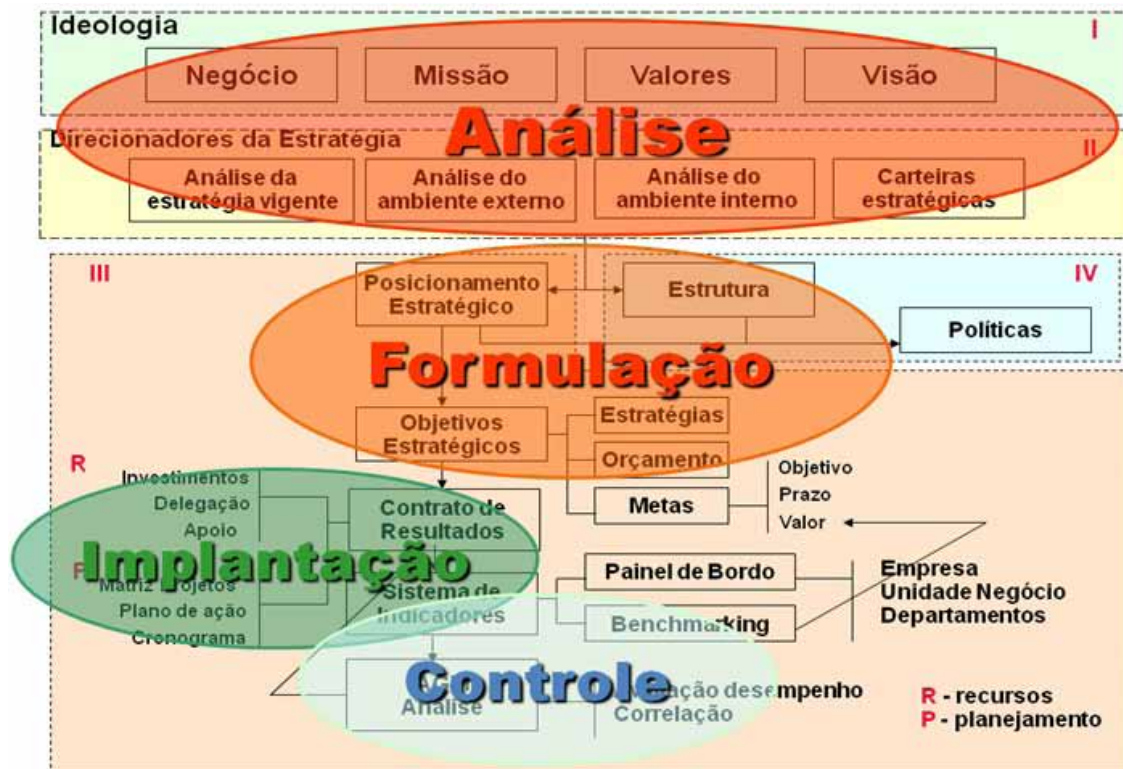 Ideologia
I
Negócio
Missão
Valores
Visão
Análise
Direcionadores da Estratégia
II
Análise da
estratégia vigente
Análise do
ambiente externo
Análise do
ambiente interno
Carteiras
estratégicas
III
Posicionamento
Estratégico
Estrutura
IV
Políticas
Formulação
Objetivos
Estratégicos
Estratégias
Orçamento
Metas
Objetivo
Prazo
Valor
R
Investimentos
Delegação
Apoio
Contrato de
Resultados
Implantação
P
Matriz Projetos
Plano de ação
Cronograma
Sistema de
Indicadores
Painel de Bordo
Benchmarking
Empresa
Unidade Negócio
Departamentos
Controle
Análise
desempenho
Correlação
R - recursos
P - planejamento